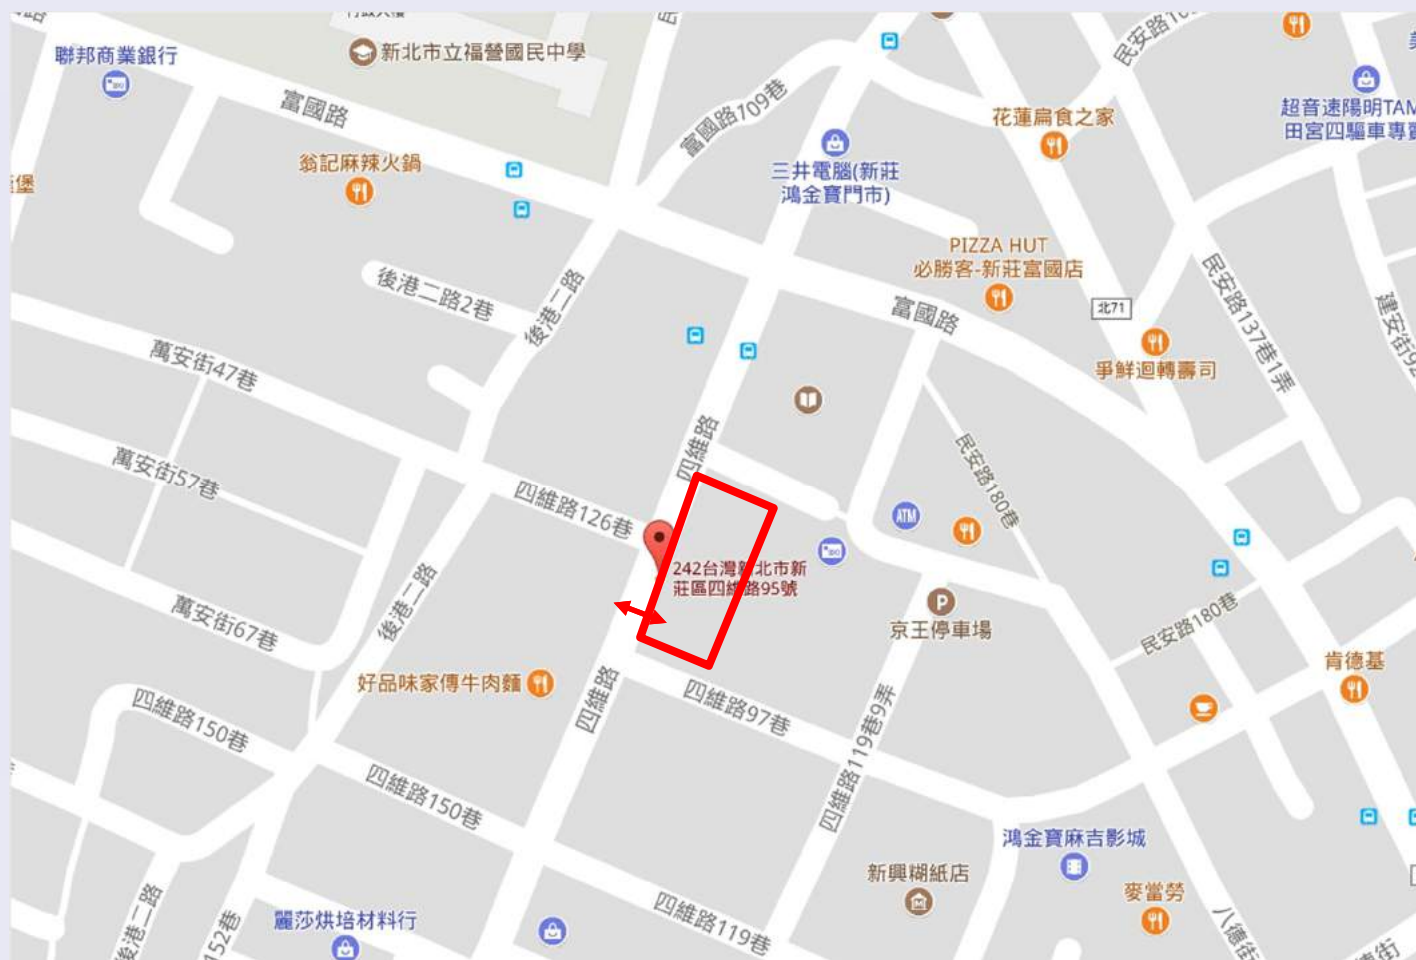 新北市立福營國民中學
聯邦商業銀行
富國路
翁記麻辣火鍋
堡
富國路109巷
三井電腦(新莊
鴻金寶門市)
花蓮扁食之家
超音速陽明TAM
田宮四驅車專賣
PIZZA HUT
必勝客-新莊富國店
後港二路2巷
後港二路
富國路
北71
民安路137巷1弄
爭鮮迴轉壽司
萬安街47巷
四維路
民安路180巷
萬安街57巷
四維路126巷
ATM
242台灣新北市新
莊區四維路95號
後港二路
萬安街67巷
P
京王停車場
民安路180巷
肯德基
好品味家傳牛肉麵
四維路
四維路97巷
四維路150巷
四維路119巷9弄
四維路150巷
鴻金寶麻吉影城
新興糊紙店
麥當勞
麗莎烘培材料行
四維路119巷
後港二路
152巷
八德街